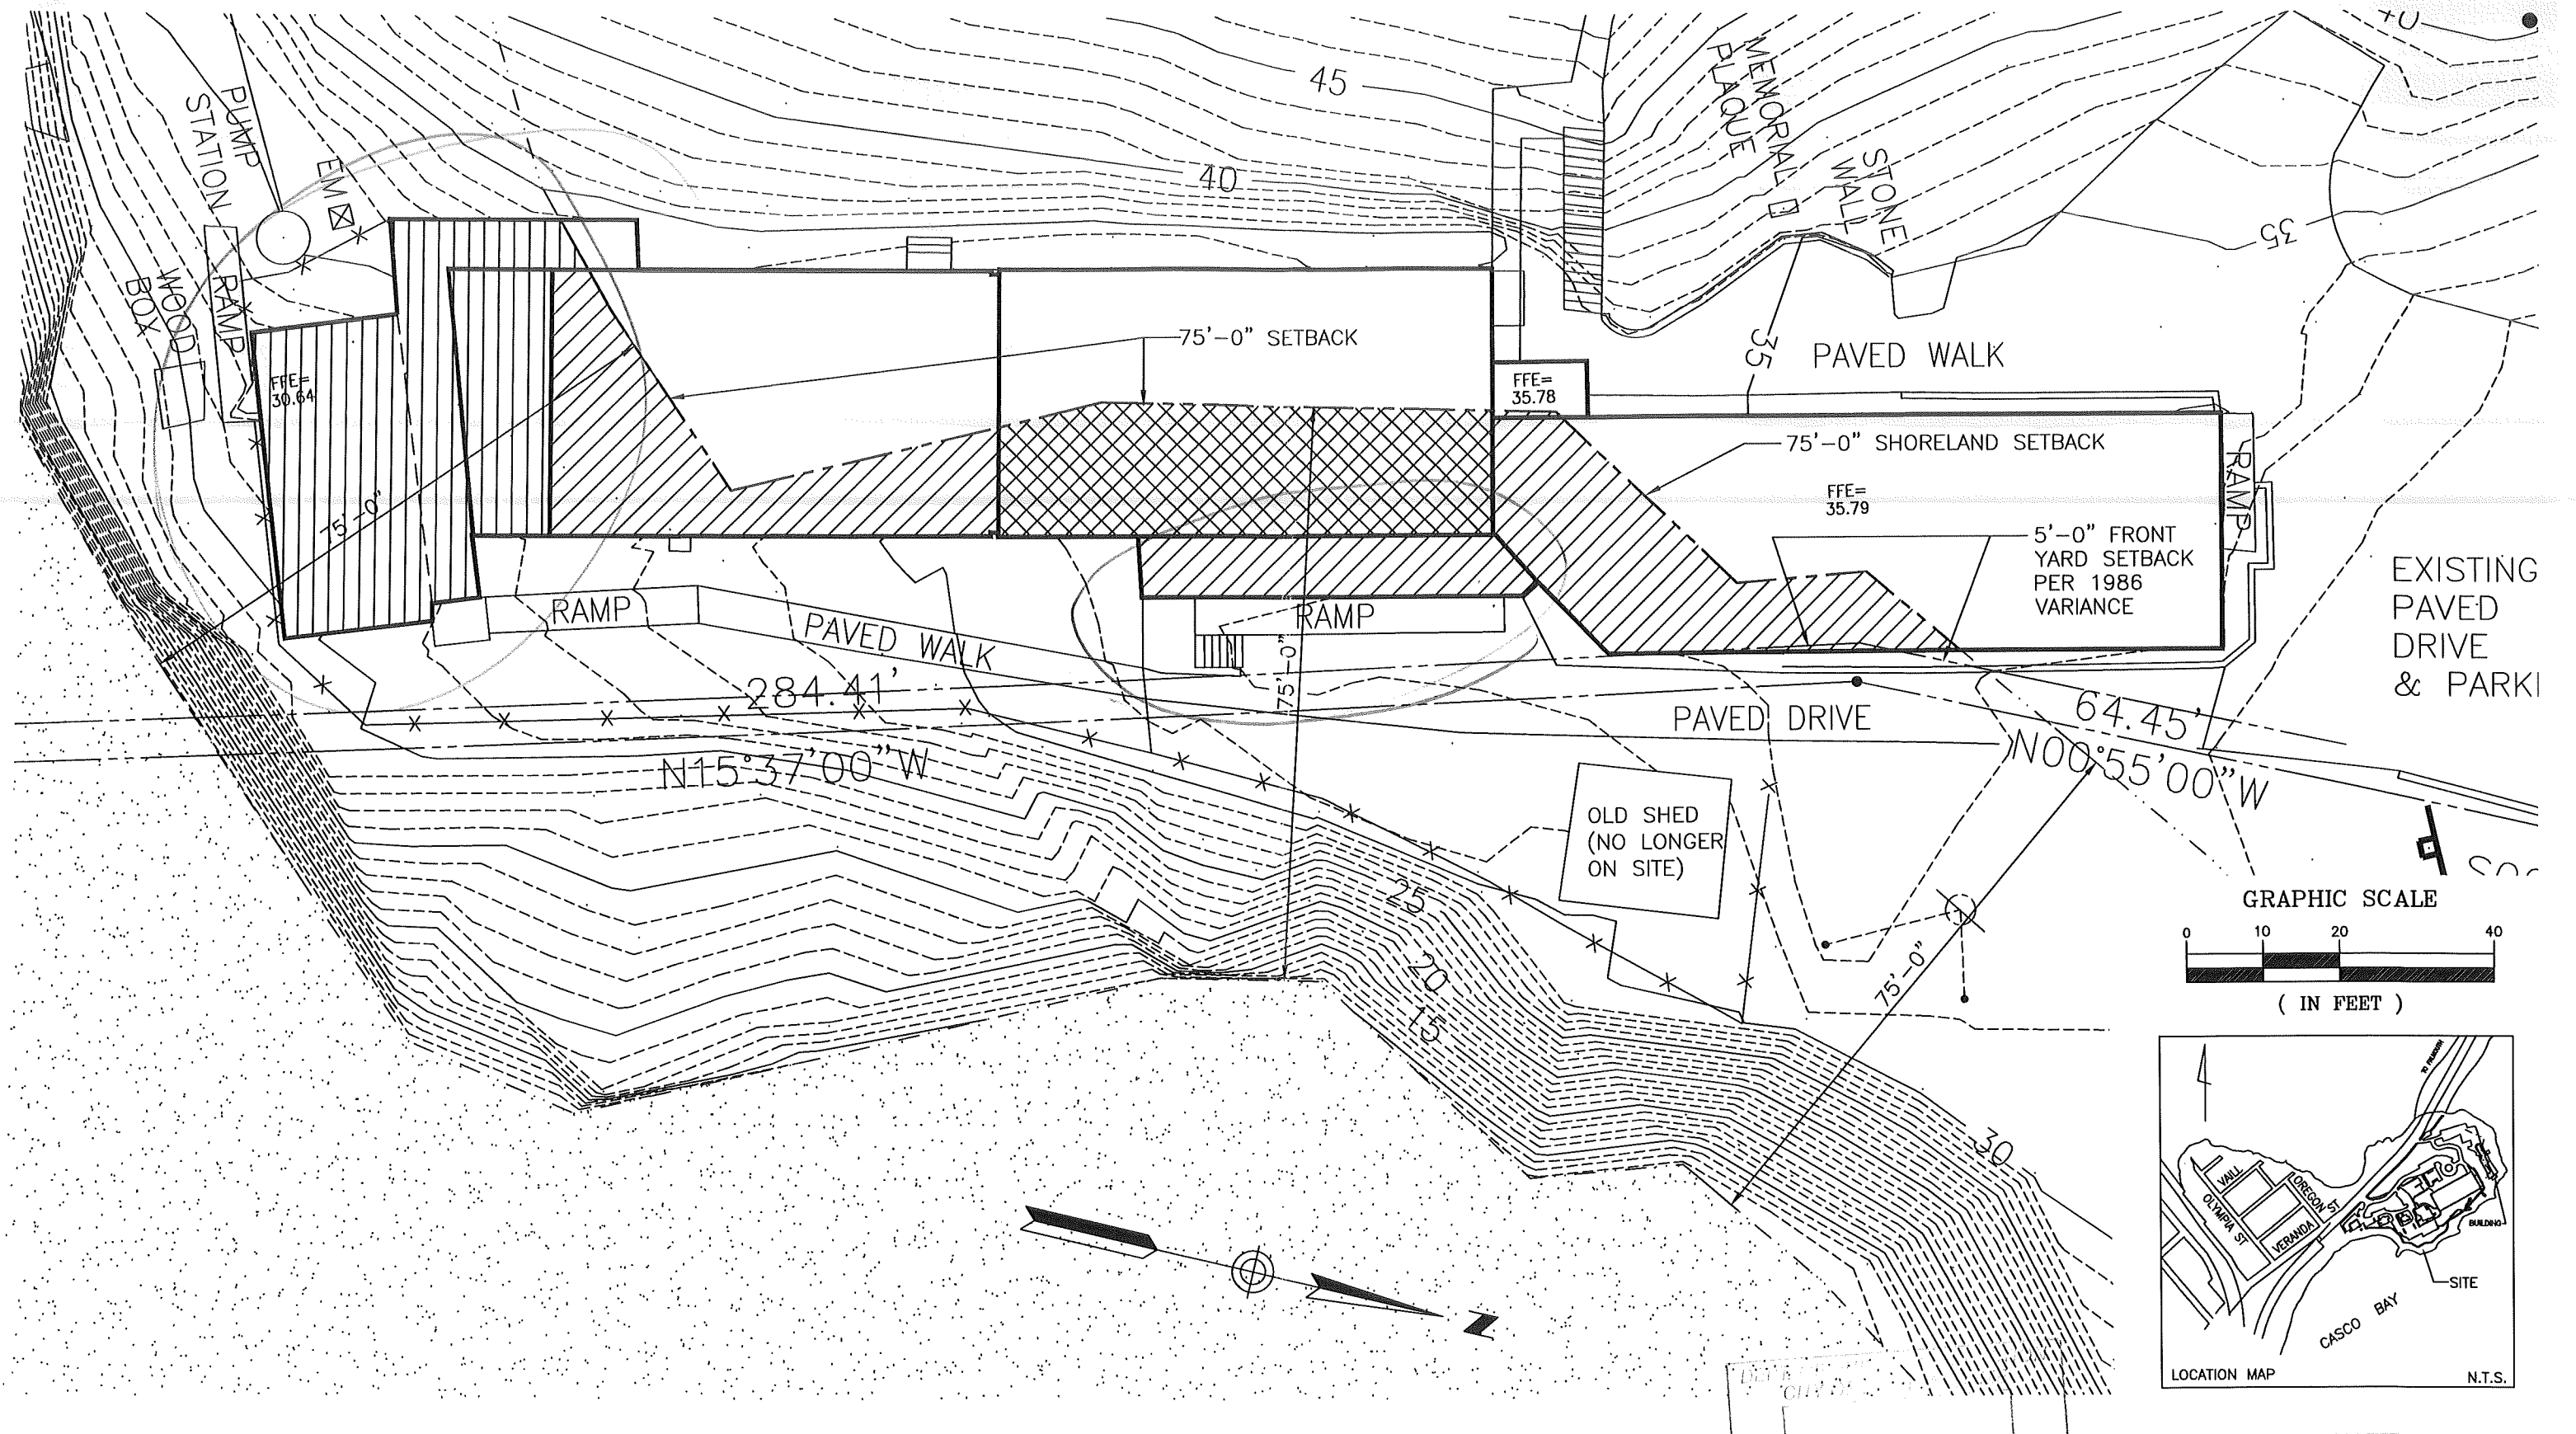 45
40
40
MEMORIAL
PLAQUE
STONE
WALL
PUMP
STATION
EM
WOOD
BOX
RAMP
35
35
PAVED WALK
75'-0" SETBACK
FFE=
30.64
FFE=
35.78
75'-0" SHORELAND SETBACK
FFE=
35.79
5'-0" FRONT
YARD SETBACK
PER 1986
VARIANCE
RAMP
EXISTING
PAVED
DRIVE
& PARKI
75'-0"
RAMP
PAVED WALK
RAMP
75'-0"
284.41'
N15°37'00"W
PAVED DRIVE
64.45'
N00°55'00"W
OLD SHED
(NO LONGER
ON SITE)
25
20
15
30
75'-0"
GRAPHIC SCALE
0 10 20 40
( IN FEET )
N
VAILL
OLYMPIA ST
OREGON ST
VERANDA
BUILDING
SITE
CASCO BAY
LOCATION MAP
N.T.S.